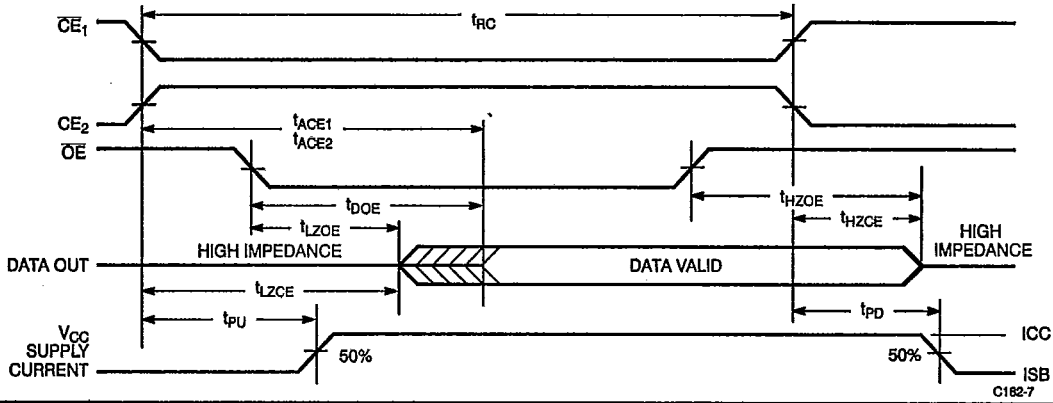 CE1
tRC
CE2
tACE1
tACE2
OE
tDOE
tHZOE
tLZOE
tHZCE
HIGH IMPEDANCE
HIGH
IMPEDANCE
DATA OUT
DATA VALID
tLZCE
tPU
tPD
VCC
SUPPLY
CURRENT
50%
50%
ICC
ISB
C182-7